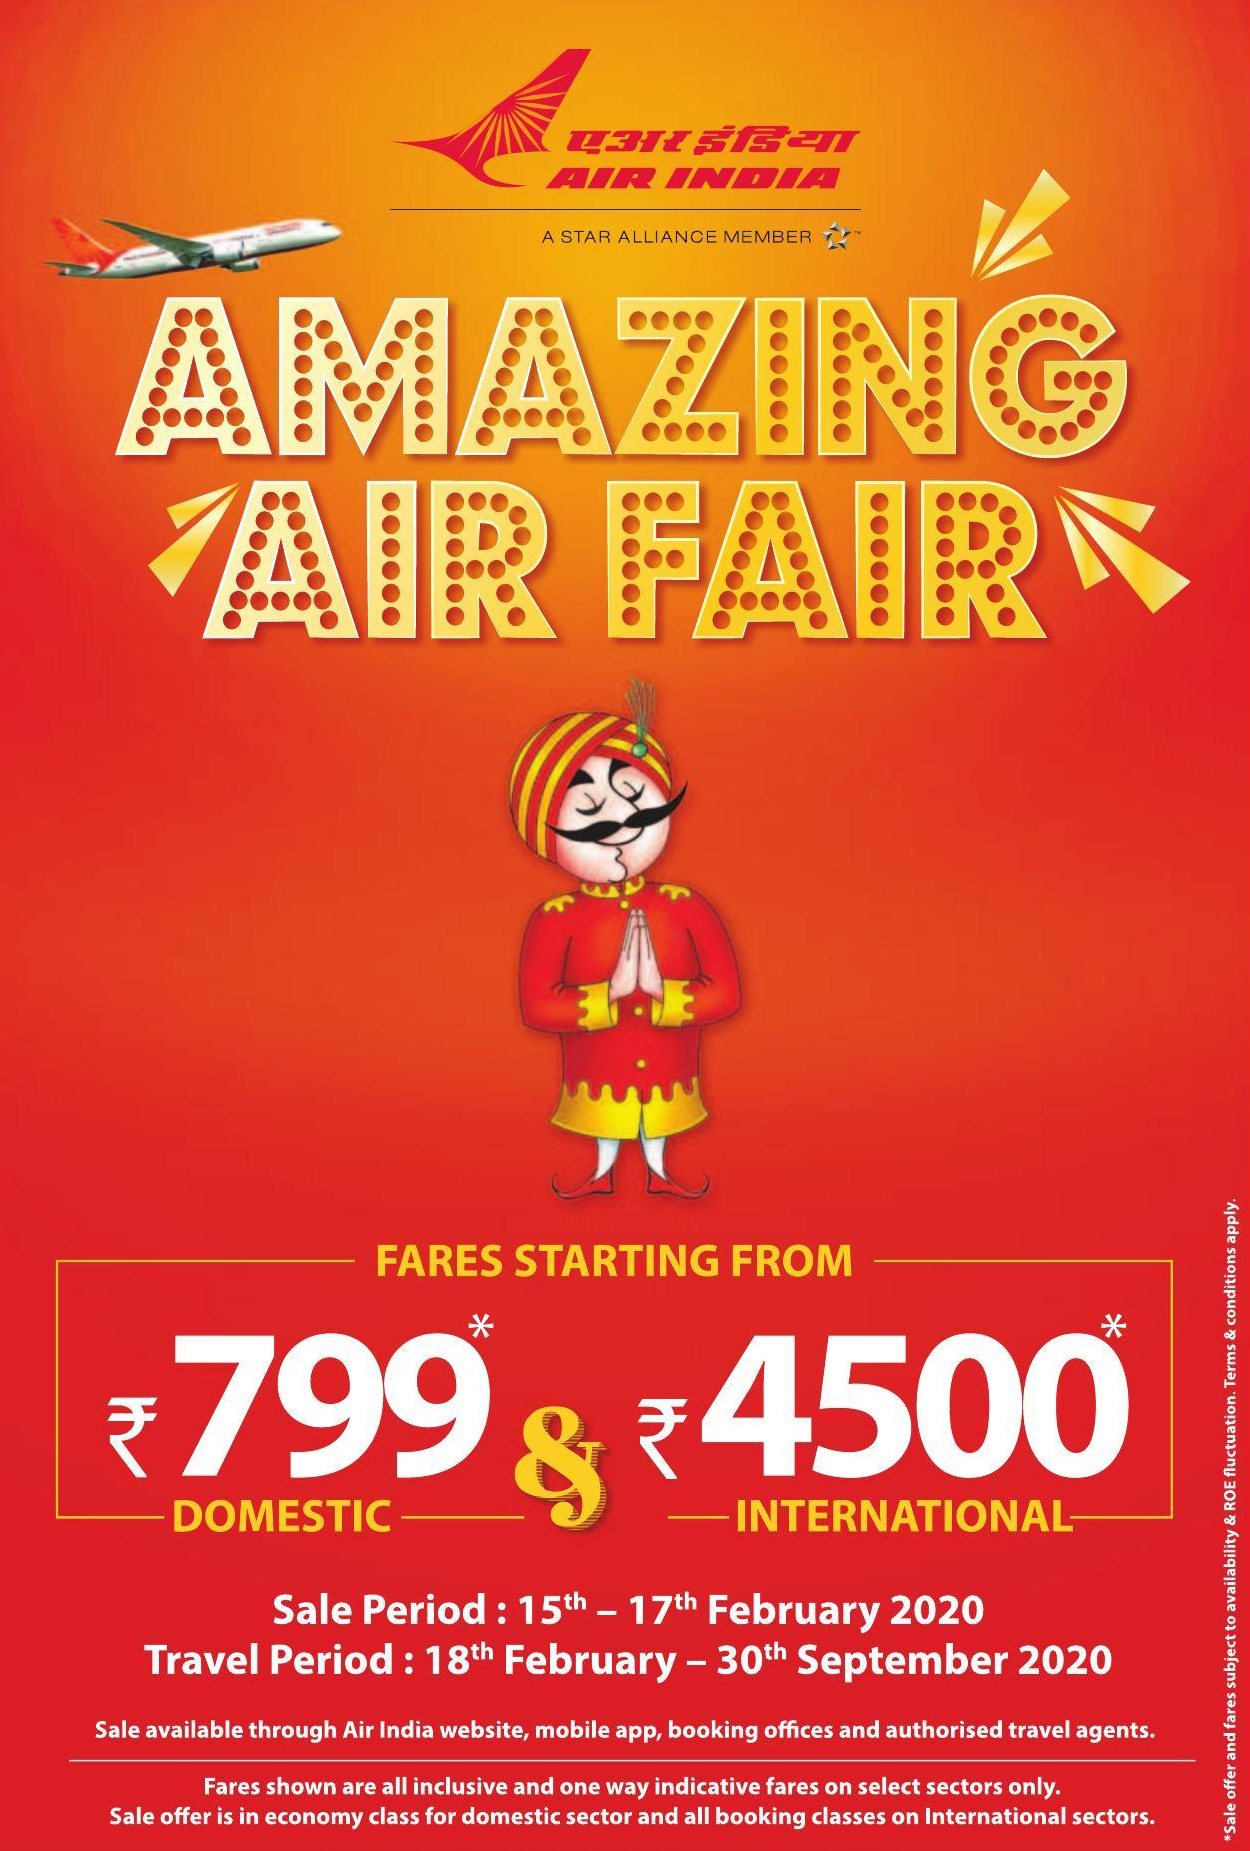 एअर इंडिया
AIR INDIA
A STAR ALLIANCE MEMBER ™
AMAZING
AIR FAIR
FARES STARTING FROM
₹799* & ₹4500*
DOMESTIC INTERNATIONAL
Sale Period : 15th – 17th February 2020
Travel Period : 18th February – 30th September 2020
Sale available through Air India website, mobile app, booking offices and authorised travel agents.
Fares shown are all inclusive and one way indicative fares on select sectors only.
Sale offer is in economy class for domestic sector and all booking classes on International sectors.
*Sale offer and fares subject to availability & ROE fluctuation. Terms & conditions apply.